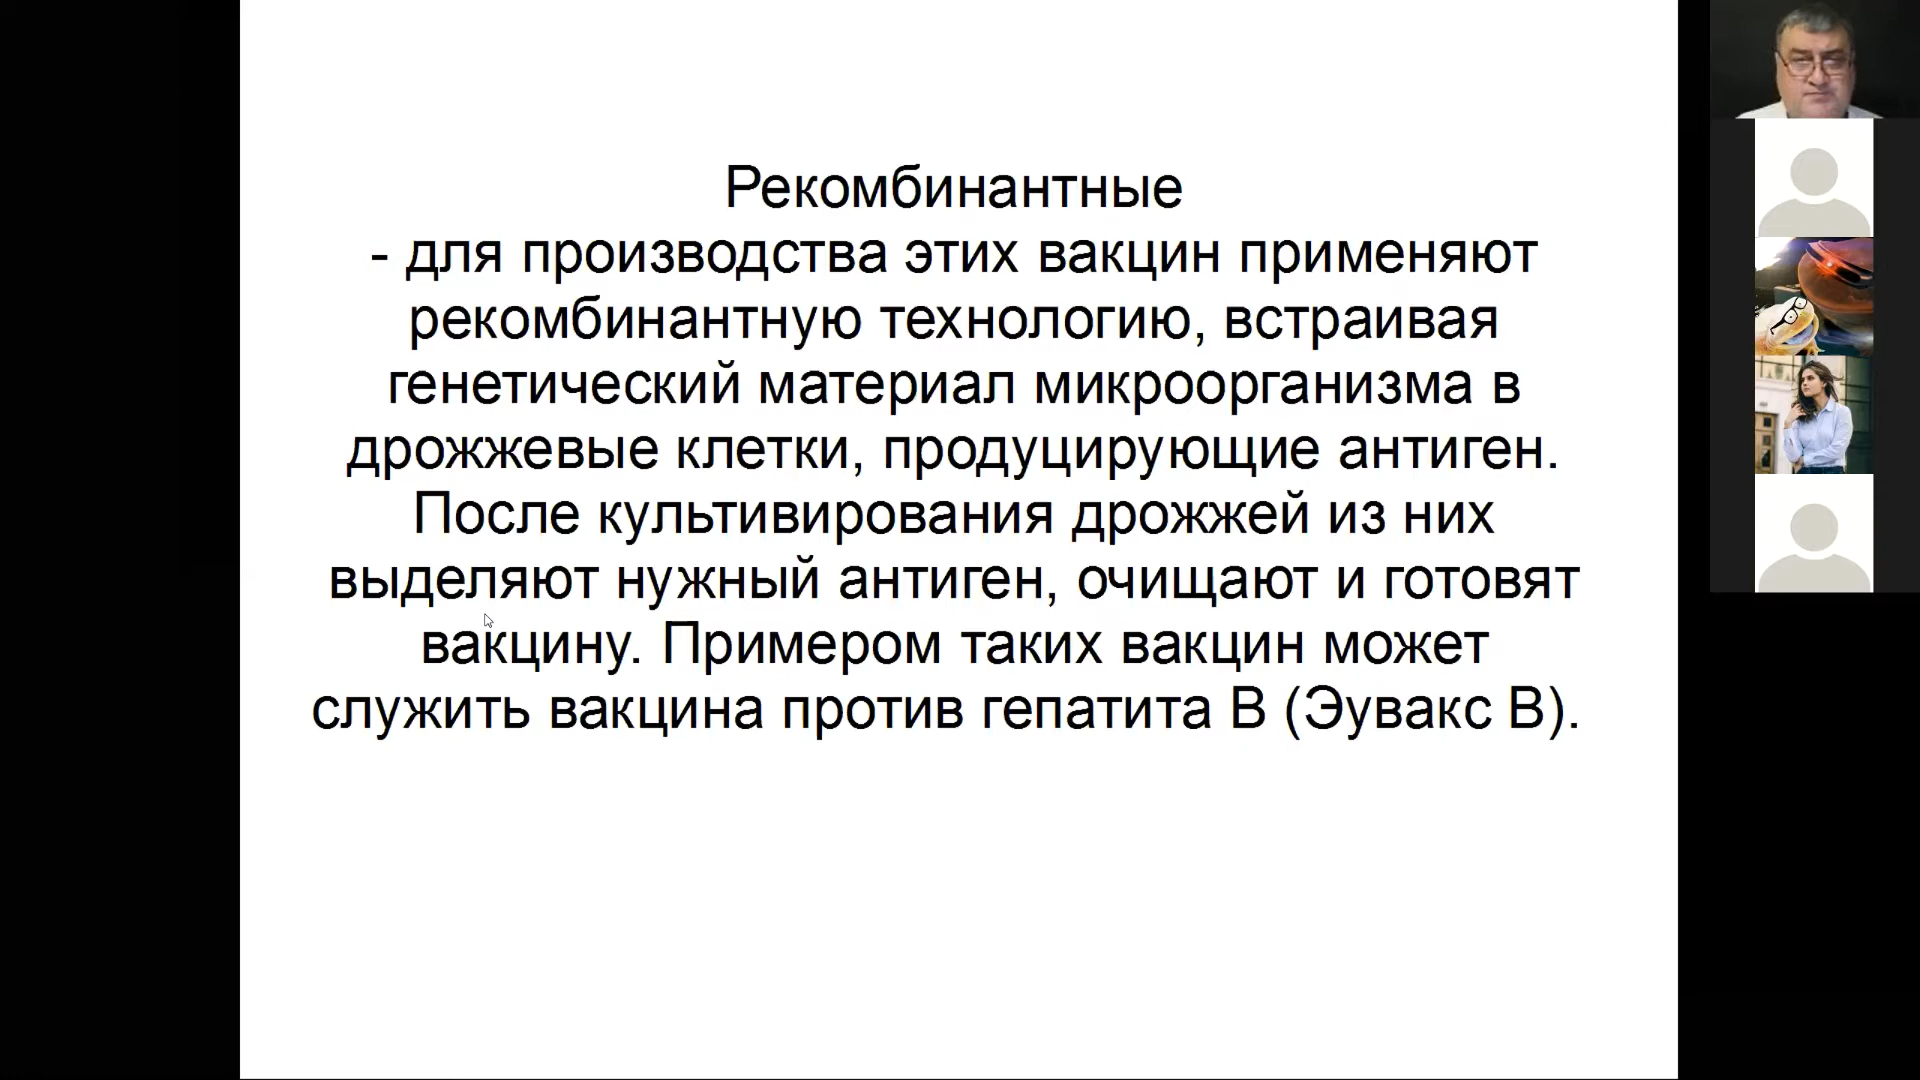 Рекомбинантные
- для производства этих вакцин применяют
рекомбинантную технологию, встраивая
генетический материал микроорганизма в
дрожжевые клетки, продуцирующие антиген.
После культивирования дрожжей из них
выделяют нужный антиген, очищают и готовят
вакцину. Примером таких вакцин может
служить вакцина против гепатита В (Эувакс В).